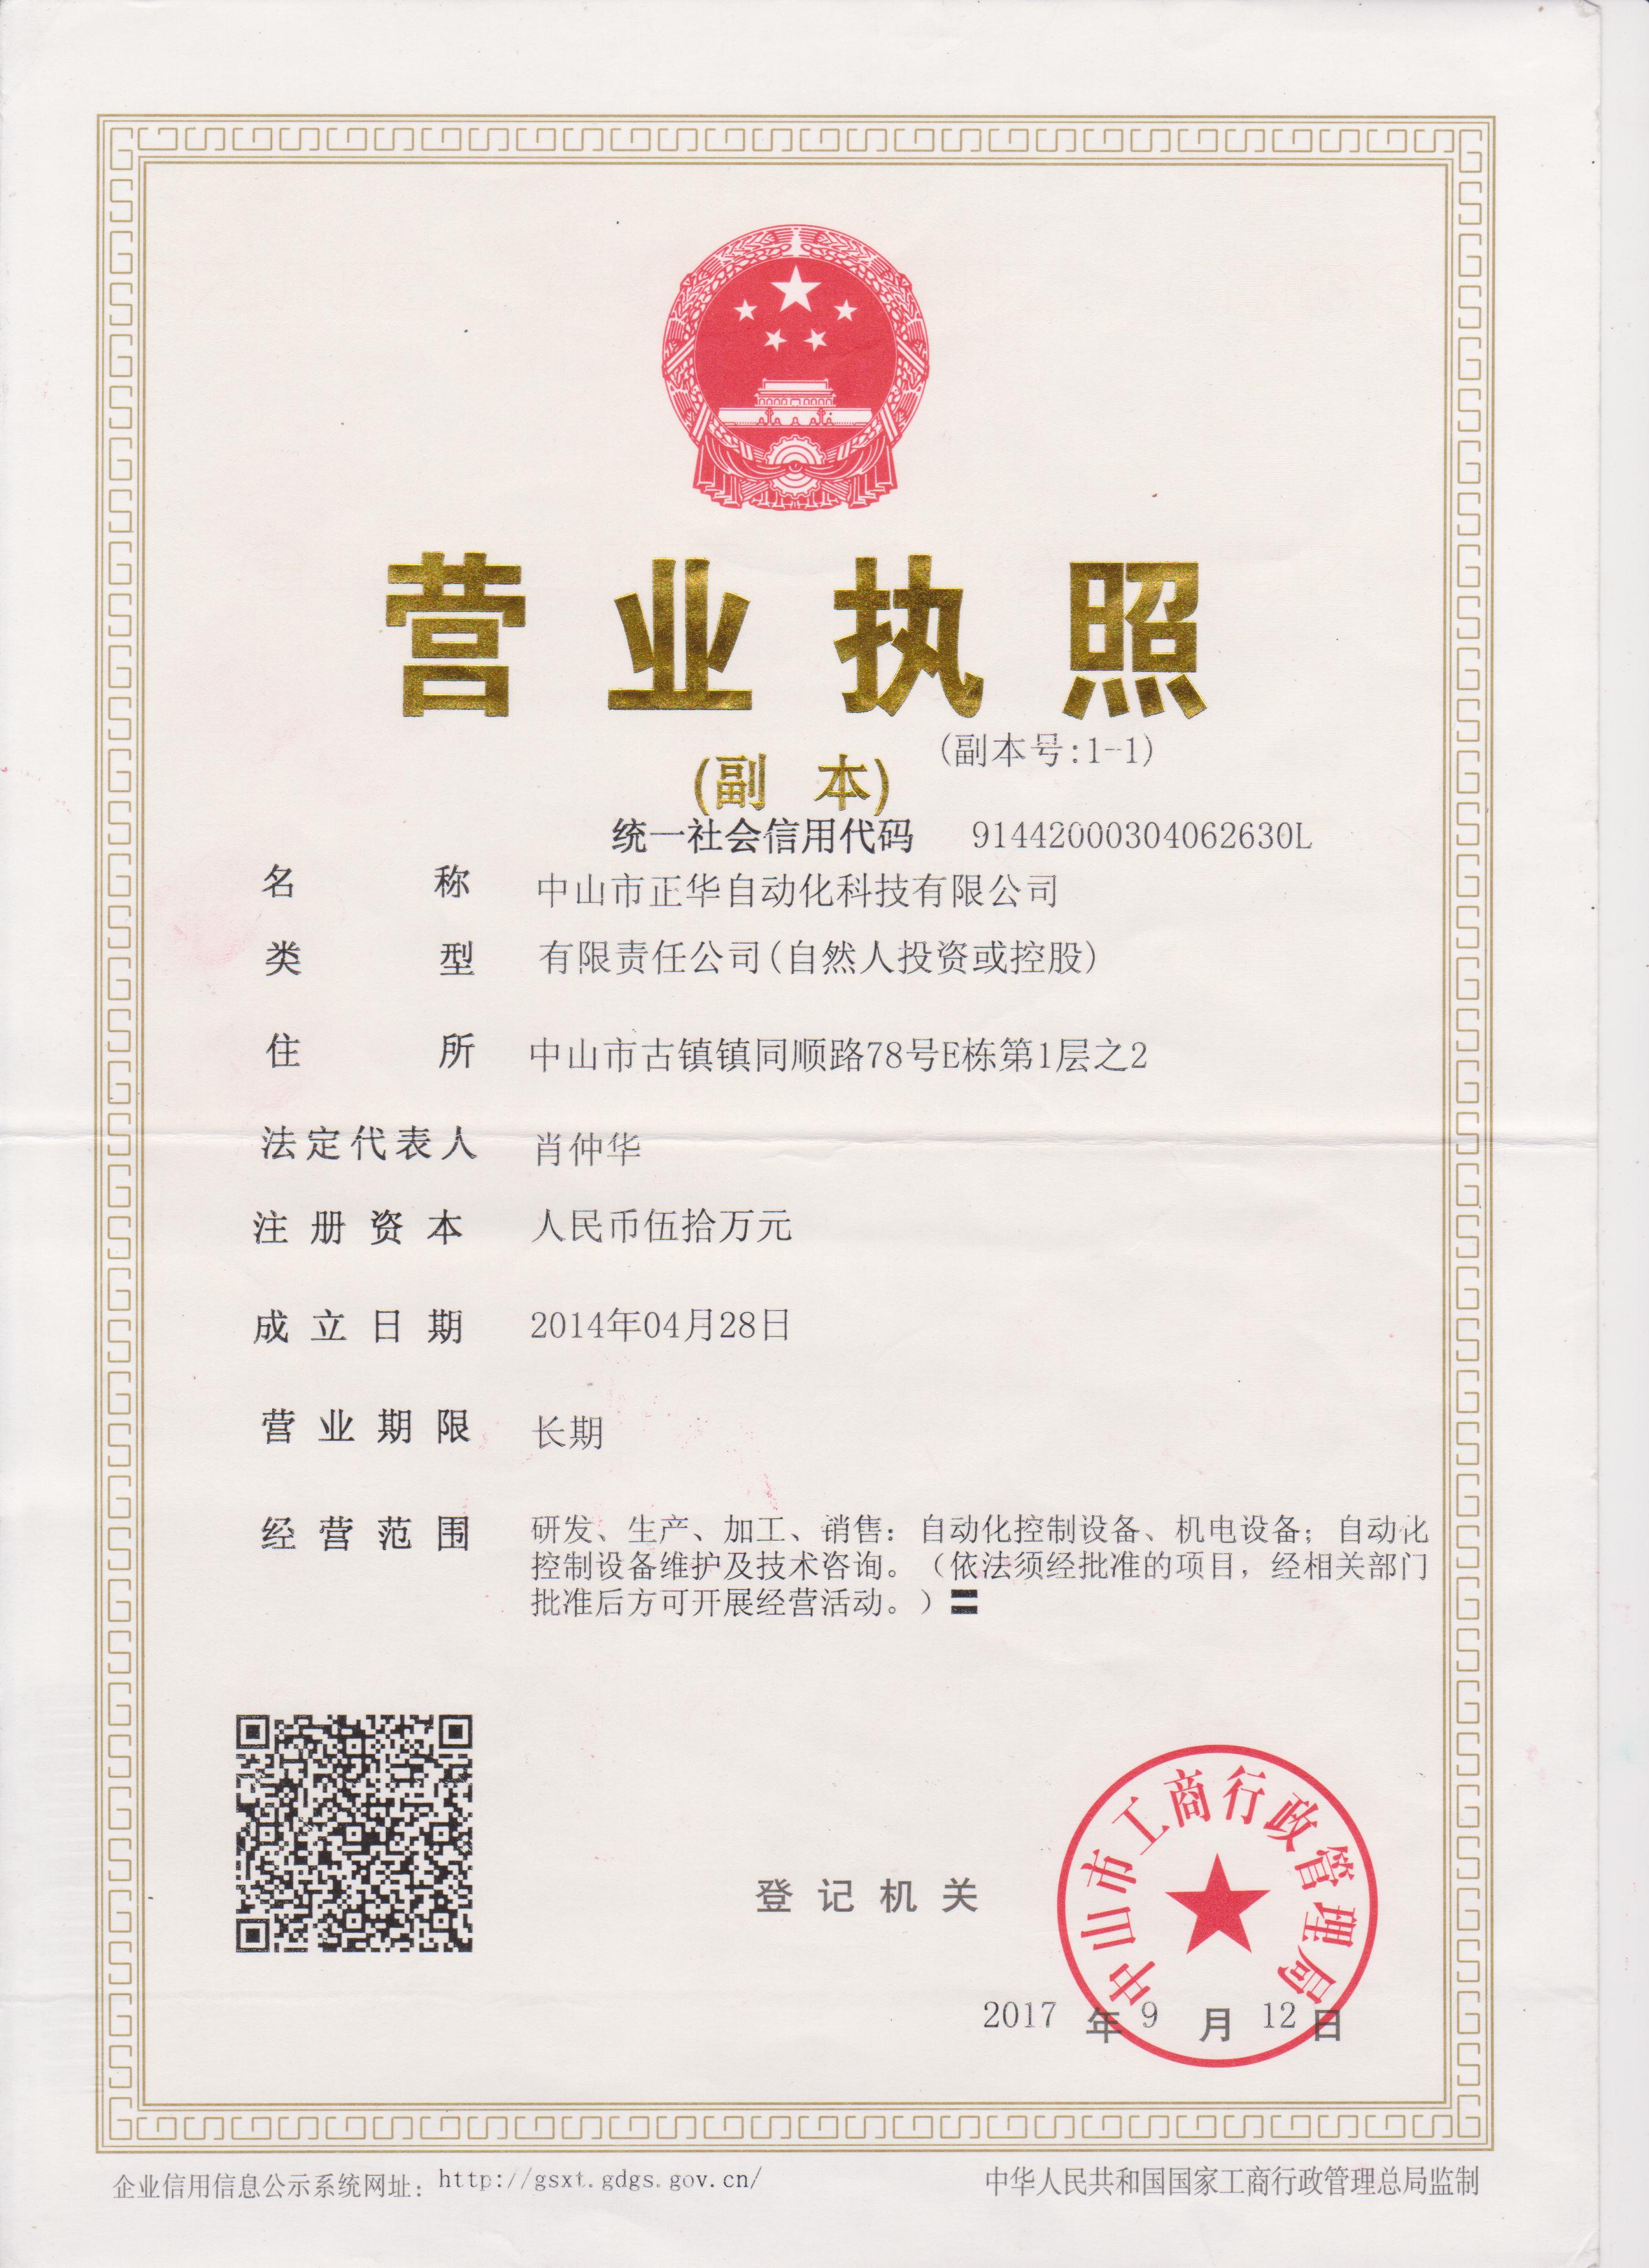 营业执照
(副本)
(副本号:1-1)
统一社会信用代码 91442000304062630L
名称 中山市正华自动化科技有限公司
类型 有限责任公司(自然人投资或控股)
住所 中山市古镇镇同顺路78号E栋第1层之2
法定代表人 肖仲华
注册资本 人民币伍拾万元
成立日期 2014年04月28日
营业期限 长期
经营范围 研发、生产、加工、销售：自动化控制设备、机电设备；自动化
控制设备维护及技术咨询。（依法须经批准的项目，经相关部门
批准后方可开展经营活动。）〓
登记机关
中山市工商行政管理局
2017年9月12日
企业信用信息公示系统网址：http://gsxt.gdgs.gov.cn/
中华人民共和国国家工商行政管理总局监制